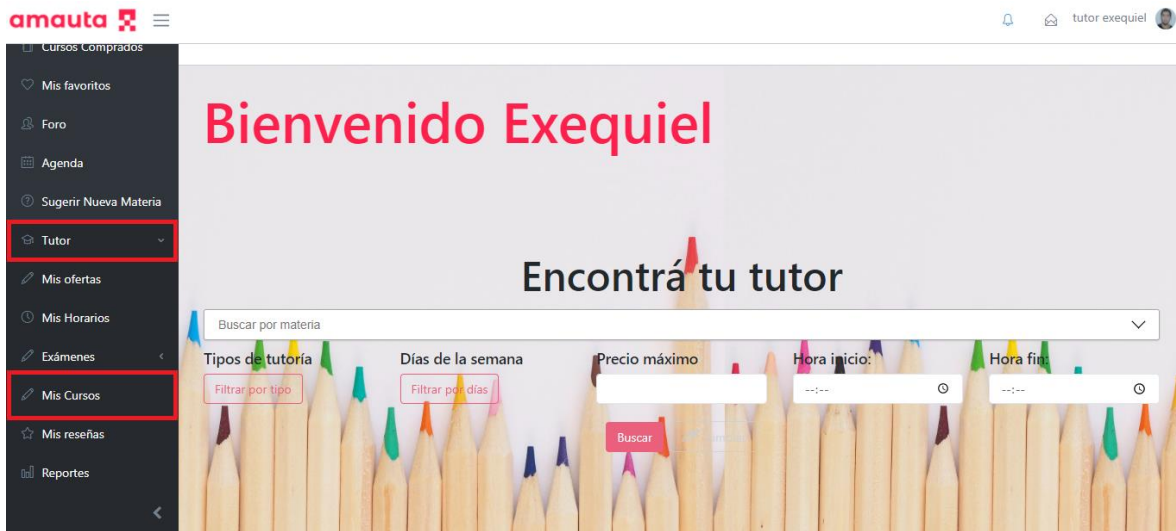 amauta
tutor exequiel
Cursos Comprados
Mis favoritos
Foro
Agenda
Sugerir Nueva Materia
Tutor
Mis ofertas
Mis Horarios
Exámenes
Mis Cursos
Mis reseñas
Reportes
Bienvenido Exequiel
Encontrá tu tutor
Buscar por materia
Tipos de tutoría Días de la semana Precio máximo Hora inicio: Hora fin:
Filtrar por tipo Filtrar por días --:-- --:--
Buscar